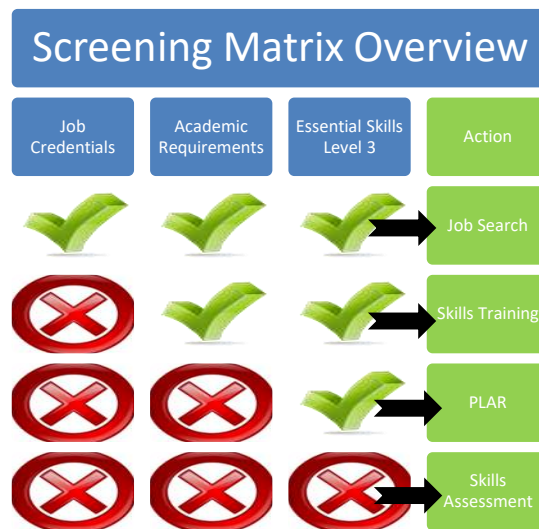 Screening Matrix Overview
Job
Credentials
Academic
Requirements
Essential Skills
Level 3
Action
Job Search
Skills Training
PLAR
Skills
Assessment